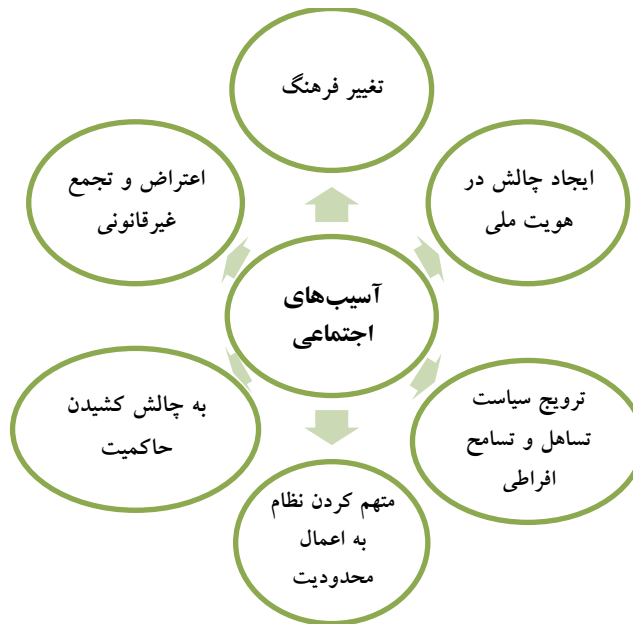 تغییر فرهنگ
ایجاد چالش در
هویت ملی
اعتراض و تجمع
غیرقانونی
آسیب‌های
اجتماعی
ترویج سیاست
تساهل و تسامح
افراطی
به چالش کشیدن
حاکمیت
متهم کردن نظام
به اعمال
محدودیت